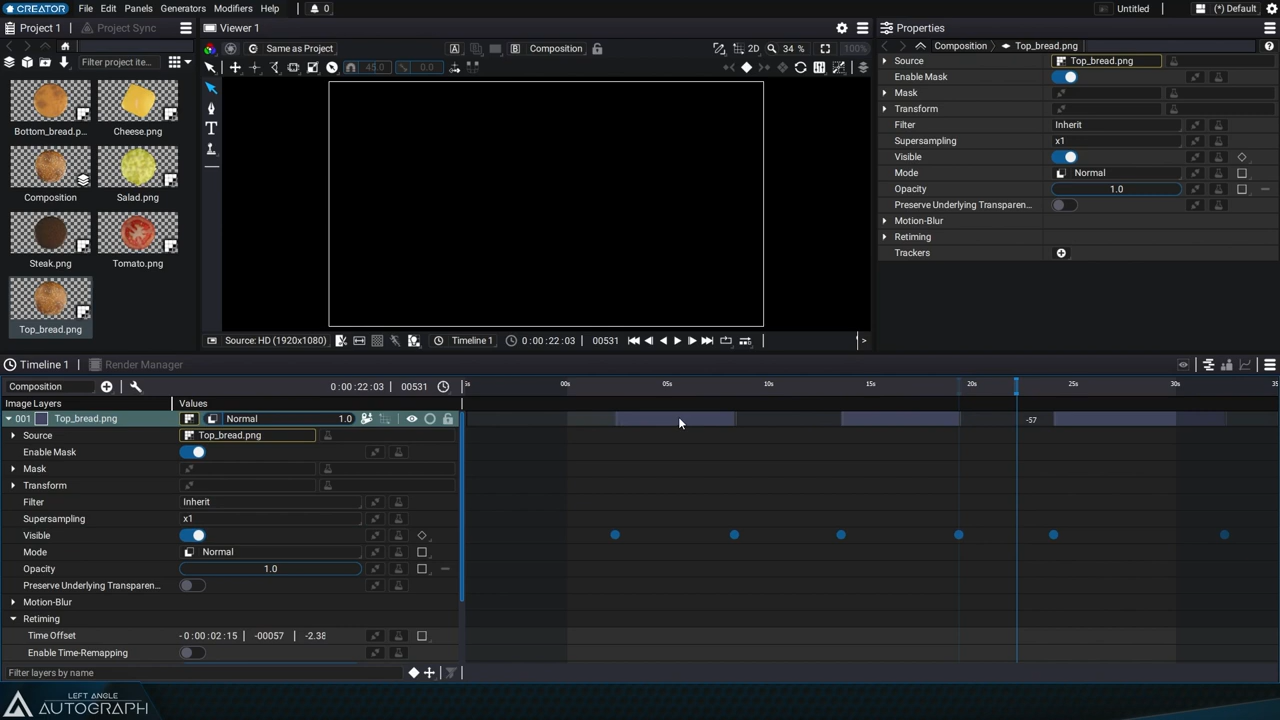 CREATOR File Edit Panels Generators Modifiers Help 0 Untitled (*) Default
Project 1 Project Sync Viewer 1 Properties
Same as Project A B Composition 2D 34 % 100% Composition Top_bread.png
Filter project ite... 45.0 0.0
Bottom_bread.p... Cheese.png
Composition Salad.png
Steak.png Tomato.png
Top_bread.png
Source Top_bread.png
Enable Mask
Mask
Transform
Filter Inherit
Supersampling x1
Visible
Mode Normal
Opacity 1.0
Preserve Underlying Transparen...
Motion-Blur
Retiming
Trackers
Source: HD (1920x1080) Timeline 1 0:00:22:03 00531
Timeline 1 Render Manager
Composition 0:00:22:03 00531 00s 05s 10s 15s 20s 25s 30s 35
Image Layers Values
001 Top_bread.png Normal 1.0 -57
Source Top_bread.png
Enable Mask
Mask
Transform
Filter Inherit
Supersampling x1
Visible
Mode Normal
Opacity 1.0
Preserve Underlying Transparen...
Motion-Blur
Retiming
Time Offset - 0:00:02:15 -00057 -2.38
Enable Time-Remapping
Filter layers by name
LEFT ANGLE
AUTOGRAPH